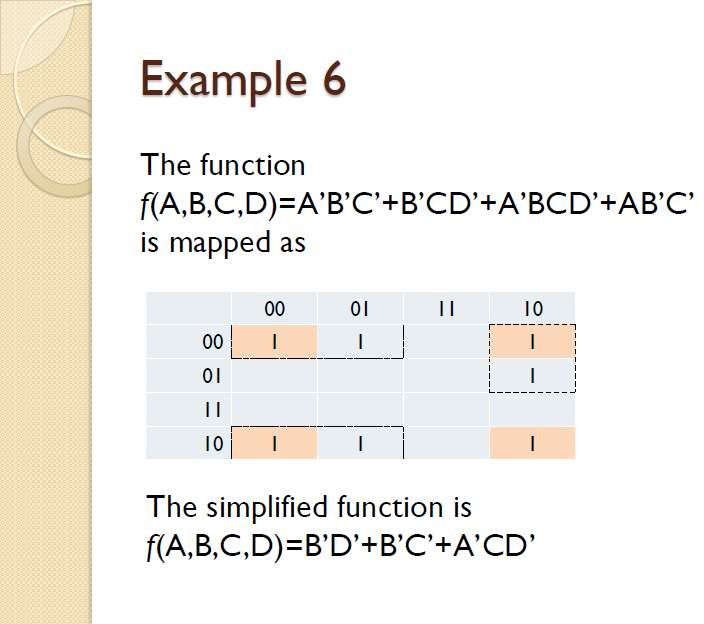 Example 6
The function
f(A,B,C,D)=A’B’C’+B’CD’+A’BCD’+AB’C’
is mapped as
00 01 11 10
00 1 1 1
01 1
11
10 1 1 1
The simplified function is
f(A,B,C,D)=B’D’+B’C’+A’CD’